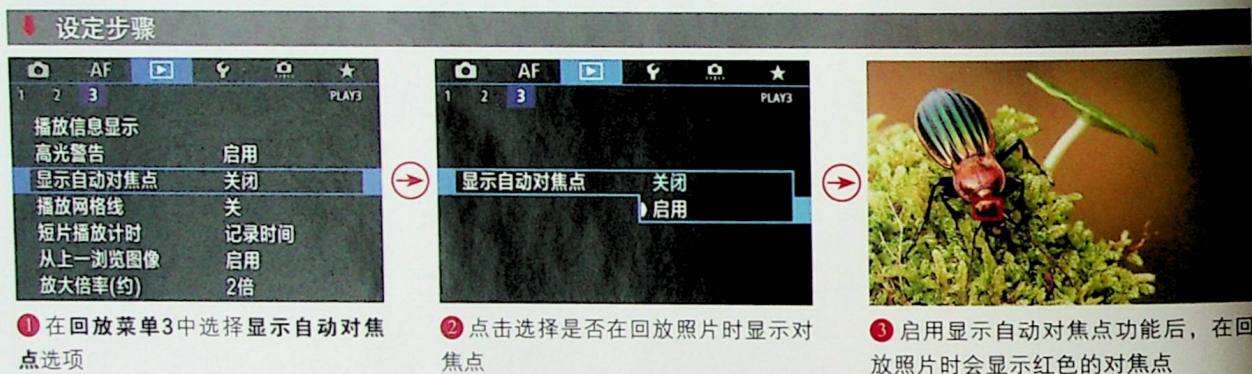 设定步骤
AF
1 2 3 PLAY3
播放信息显示
高光警告 启用
显示自动对焦点 关闭
播放网格线 关
短片播放计时 记录时间
从上一浏览图像 启用
放大倍率(约) 2倍
AF
1 2 3 PLAY3
显示自动对焦点 关闭
启用
1 在回放菜单3中选择显示自动对焦
点选项
2 点击选择是否在回放照片时显示对
焦点
3 启用显示自动对焦点功能后，在回
放照片时会显示红色的对焦点